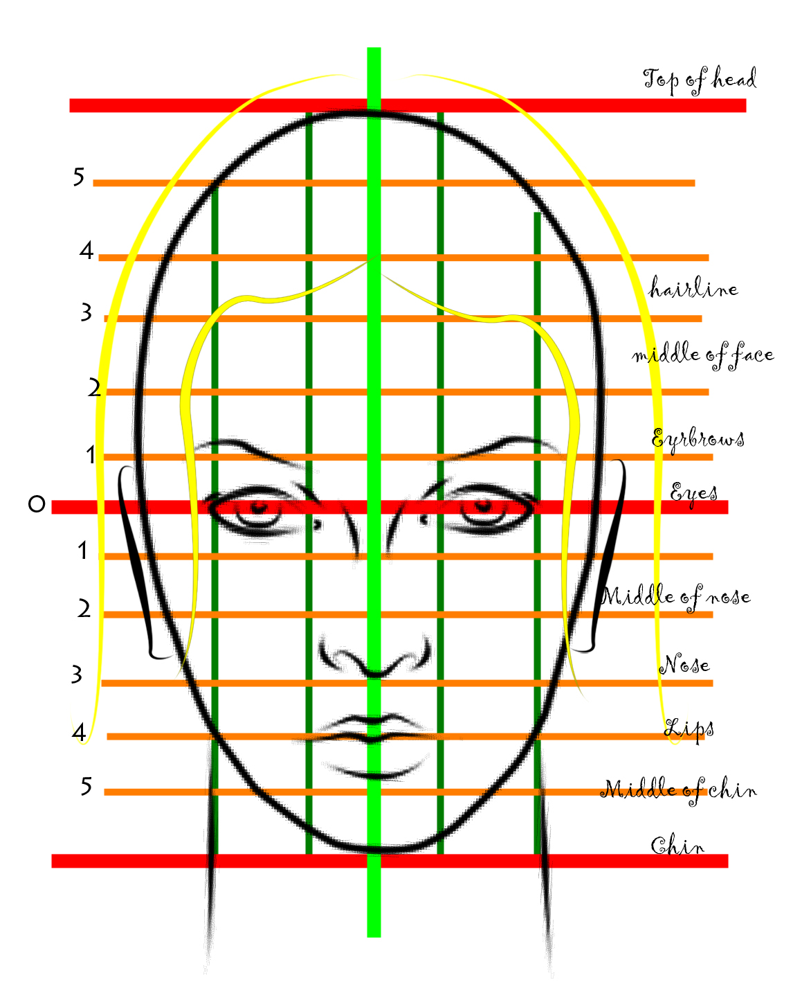 Top of head
5
4
hairline
3
middle of face
2
Eyrbrows
1
Eyes
0
1
Middle of nose
2
Nose
3
Lips
4
Middle of chin
5
Chin